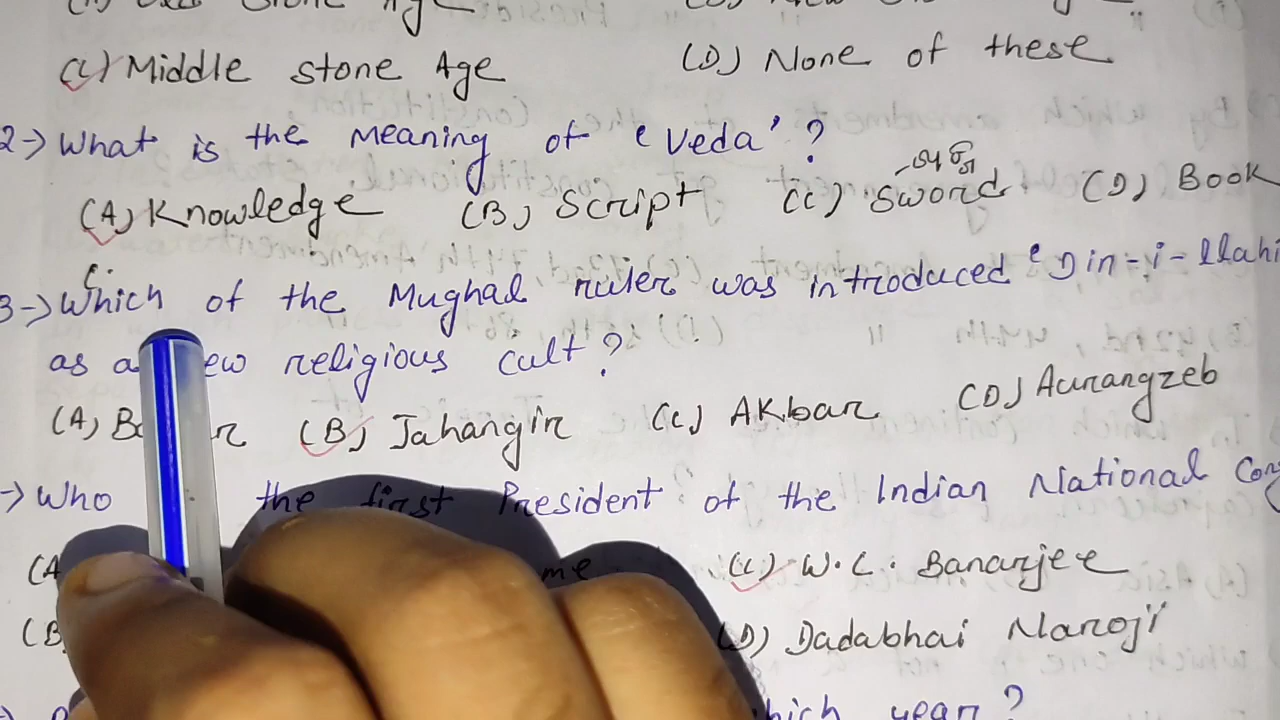 (C) Middle stone Age (D) None of these
2-> What is the Meaning of 'Veda' ?
(A) Knowledge (B) Script (C) Sword (D) Book
3-> Which of the Mughal ruler was introduced 'Din-i-Ilahi
as a ew religious cult ?
(A) B r (B) Jahangir (C) Akbar (D) Aurangzeb
-> Who the first President of the Indian National Con
(A me (C) W.C. Banarjee
(B (D) Dadabhai Naroji
hich year ?